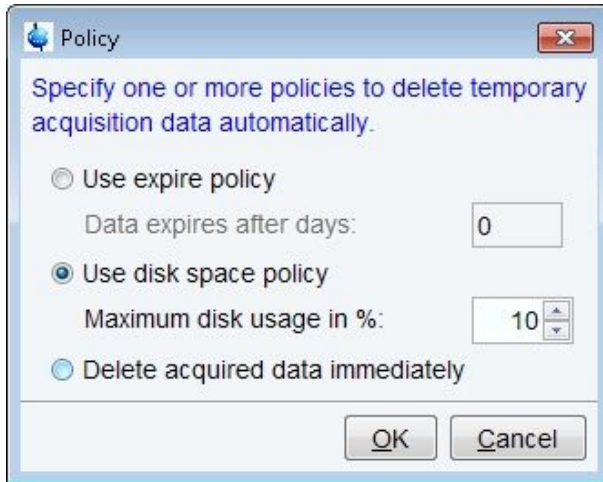 Policy
Specify one or more policies to delete temporary
acquisition data automatically.
Use expire policy
Data expires after days: 0
Use disk space policy
Maximum disk usage in %: 10
Delete acquired data immediately
OK Cancel